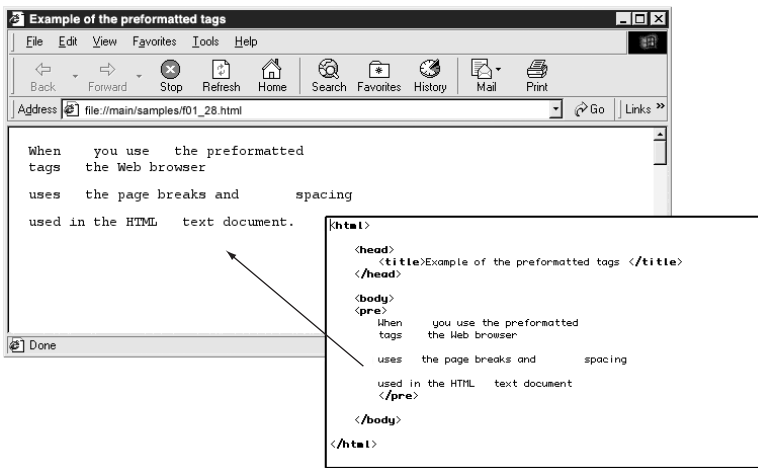 Example of the preformatted tags
File Edit View Favorites Tools Help
Back Forward Stop Refresh Home Search Favorites History Mail Print
Address file://main/samples/f01_28.html Go Links »
When    you use   the preformatted
tags   the Web browser
uses   the page breaks and       spacing
used in the HTML   text document.
Done
<html>
<head>
<title>Example of the preformatted tags </title>
</head>
<body>
<pre>
When     you use the preformatted
tags     the Web browser
uses   the page breaks and        spacing
used in the HTML   text document
</pre>
</body>
</html>